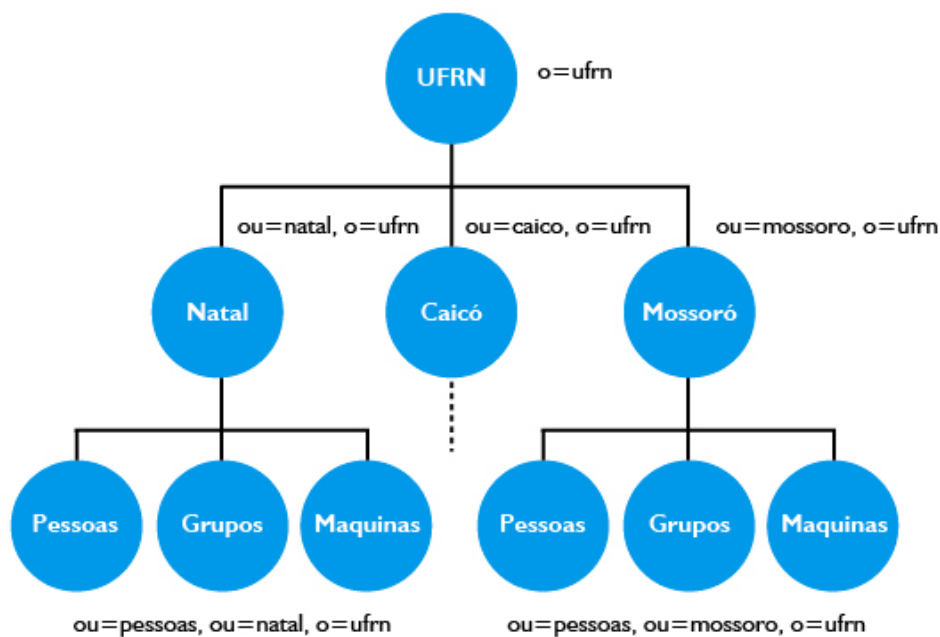 UFRN
o=ufrn
ou=natal, o=ufrn
ou=caico, o=ufrn
ou=mossoro, o=ufrn
Natal
Caicó
Mossoró
Pessoas
Grupos
Maquinas
Pessoas
Grupos
Maquinas
ou=pessoas, ou=natal, o=ufrn
ou=pessoas, ou=mossoro, o=ufrn